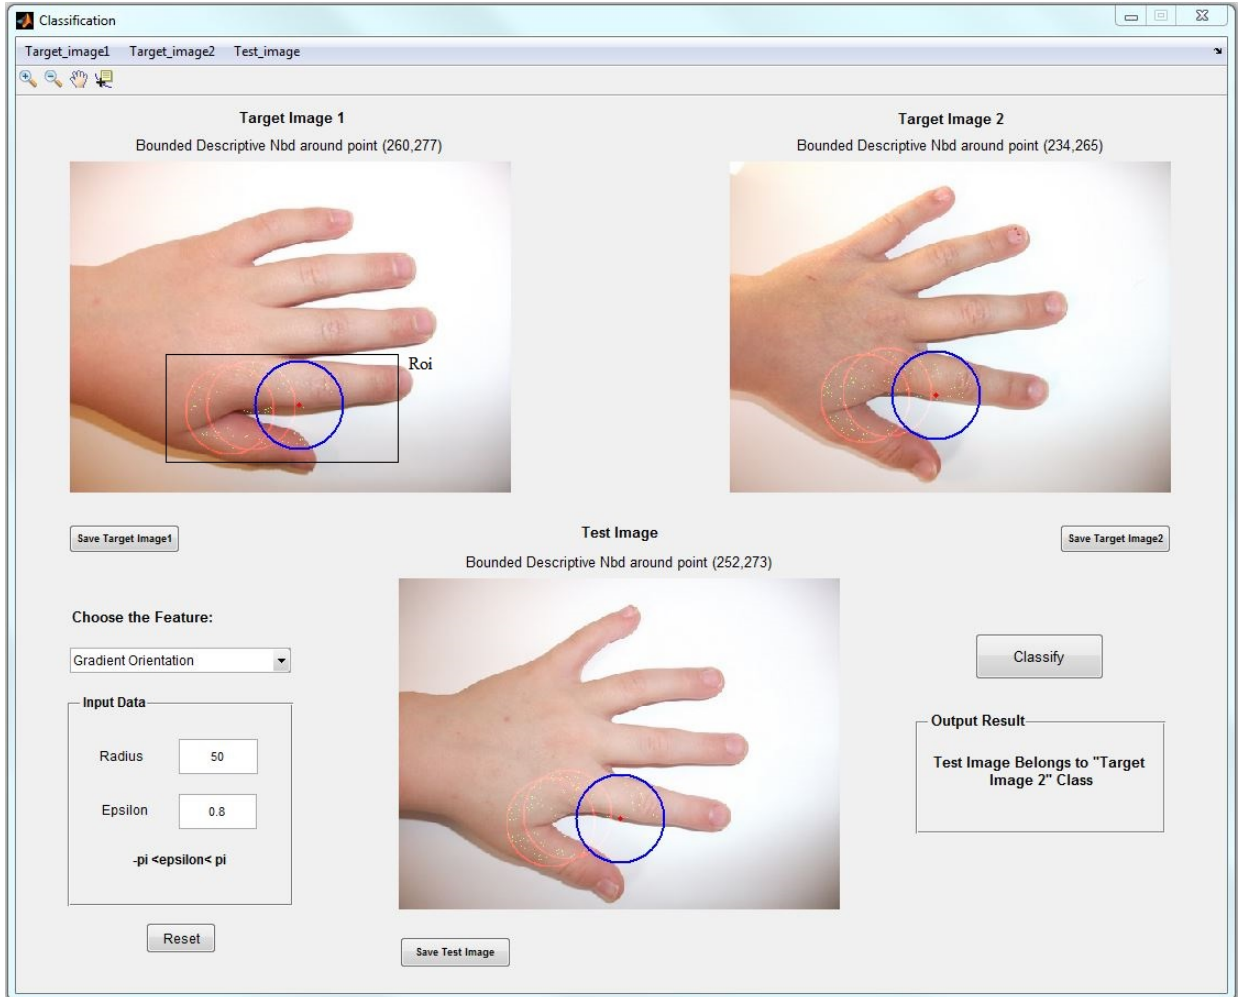 Classification
Target_image1 Target_image2 Test_image
Target Image 1
Bounded Descriptive Nbd around point (260,277)
Roi
Target Image 2
Bounded Descriptive Nbd around point (234,265)
Save Target Image1
Save Target Image2
Test Image
Bounded Descriptive Nbd around point (252,273)
Choose the Feature:
Gradient Orientation
Input Data
Radius 50
Epsilon 0.8
-pi <epsilon< pi
Reset
Save Test Image
Classify
Output Result
Test Image Belongs to "Target
Image 2" Class